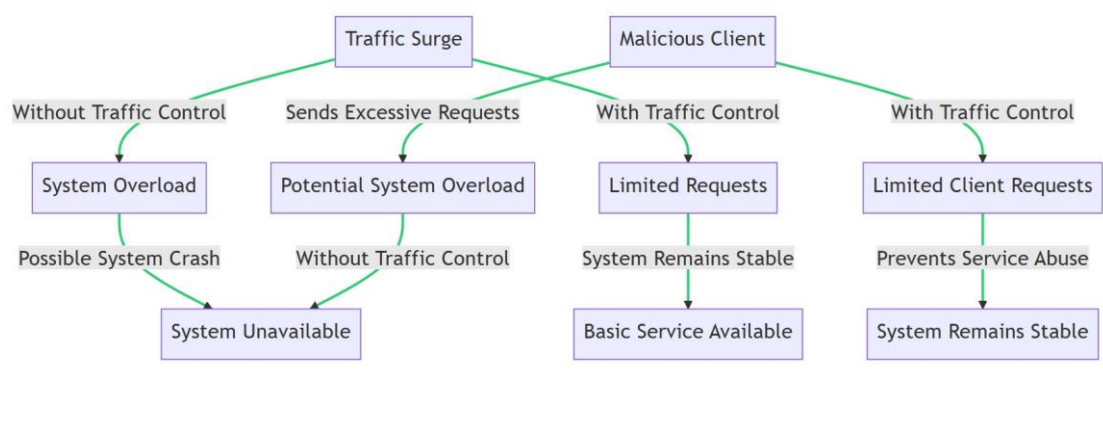 Traffic Surge
Malicious Client
Without Traffic Control
Sends Excessive Requests
With Traffic Control
With Traffic Control
System Overload
Potential System Overload
Limited Requests
Limited Client Requests
Possible System Crash
Without Traffic Control
System Remains Stable
Prevents Service Abuse
System Unavailable
Basic Service Available
System Remains Stable